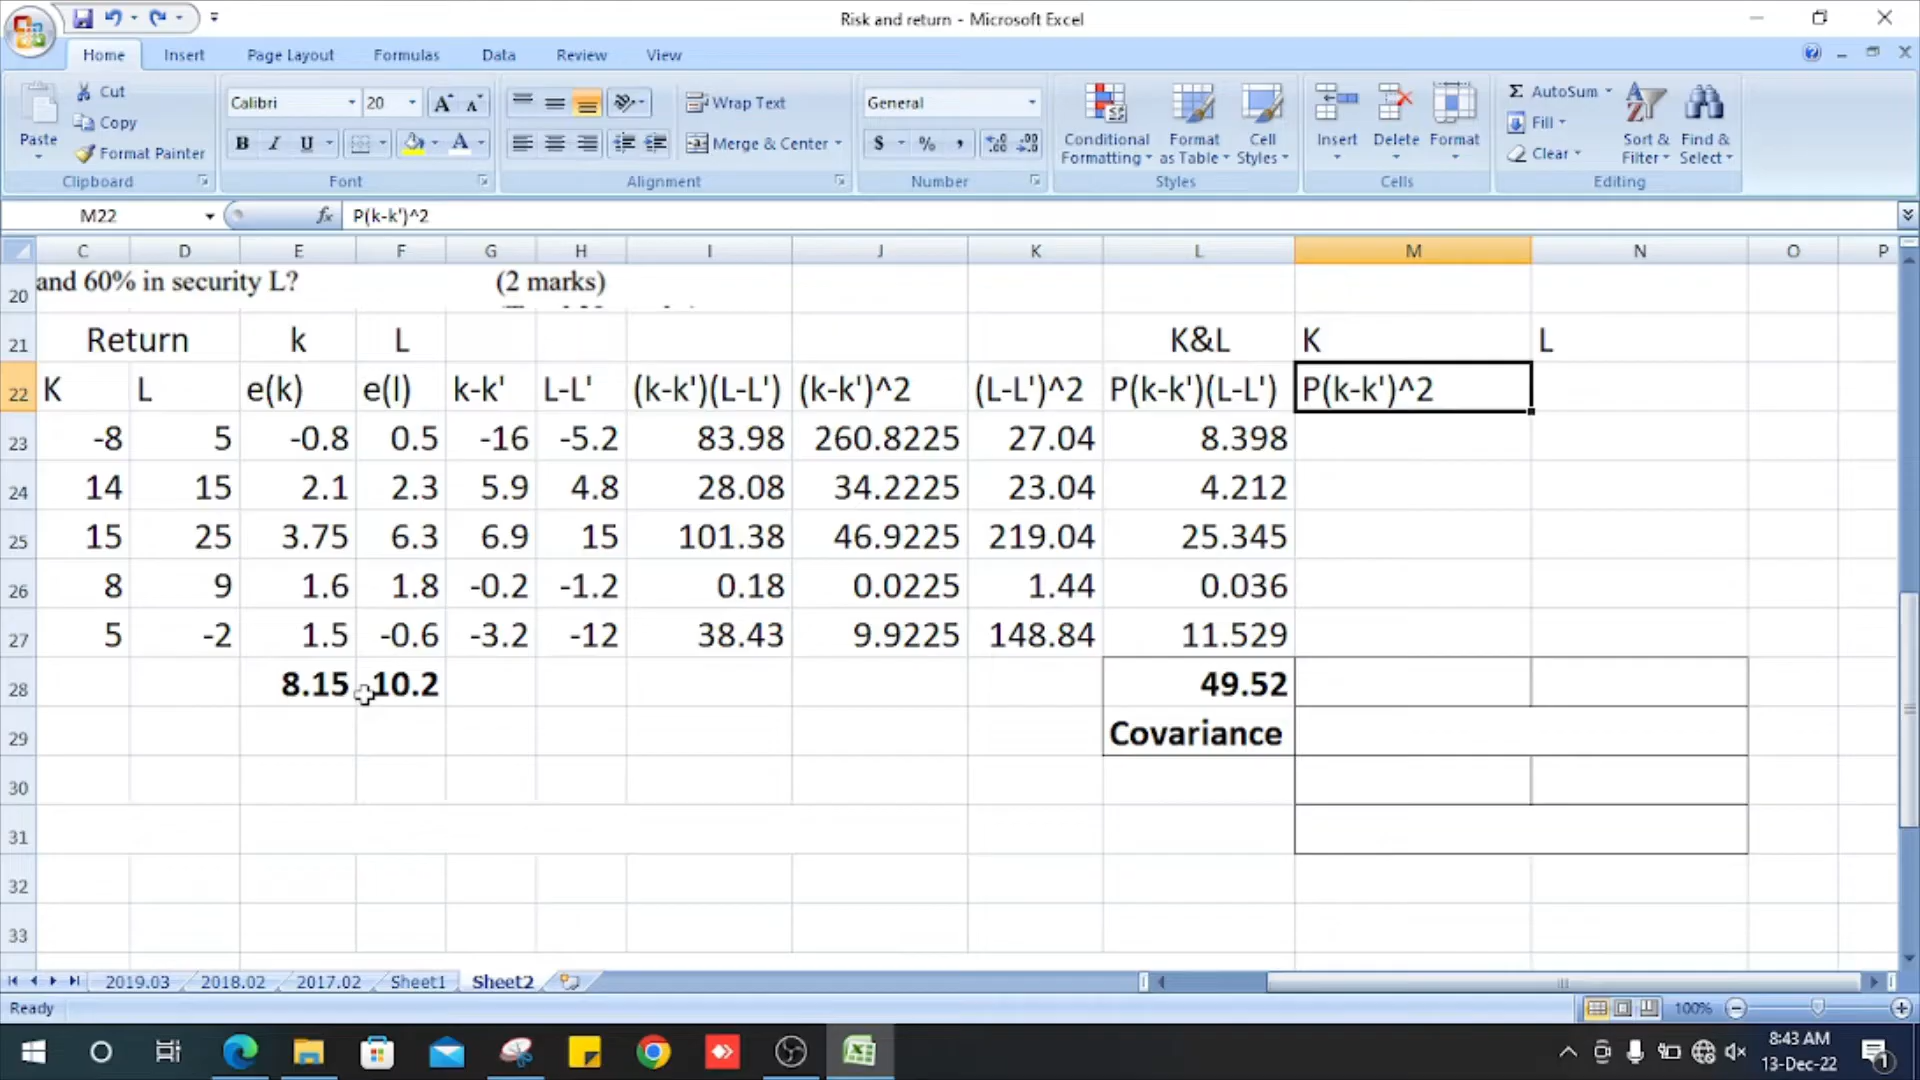 Risk and return - Microsoft Excel
Home Insert Page Layout Formulas Data Review View
Paste
Cut
Copy
Format Painter
Clipboard
Calibri 20
B I U
Font
Wrap Text
Merge & Center
Alignment
General
$ % ,
Number
Conditional Formatting
Format as Table
Cell Styles
Styles
Insert Delete Format
Cells
Σ AutoSum
Fill
Clear
Sort & Filter
Find & Select
Editing
M22 fx P(k-k')^2
C D E F G H I J K L M N O P
20 and 60% in security L? (2 marks)
21 Return k L K&L K L
22 K L e(k) e(l) k-k' L-L' (k-k')(L-L') (k-k')^2 (L-L')^2 P(k-k')(L-L') P(k-k')^2
23 -8 5 -0.8 0.5 -16 -5.2 83.98 260.8225 27.04 8.398
24 14 15 2.1 2.3 5.9 4.8 28.08 34.2225 23.04 4.212
25 15 25 3.75 6.3 6.9 15 101.38 46.9225 219.04 25.345
26 8 9 1.6 1.8 -0.2 -1.2 0.18 0.0225 1.44 0.036
27 5 -2 1.5 -0.6 -3.2 -12 38.43 9.9225 148.84 11.529
28 8.15 10.2 49.52
29 Covariance
30
31
32
33
2019.03 2018.02 2017.02 Sheet1 Sheet2
Ready 100%
8:43 AM
13-Dec-22
1